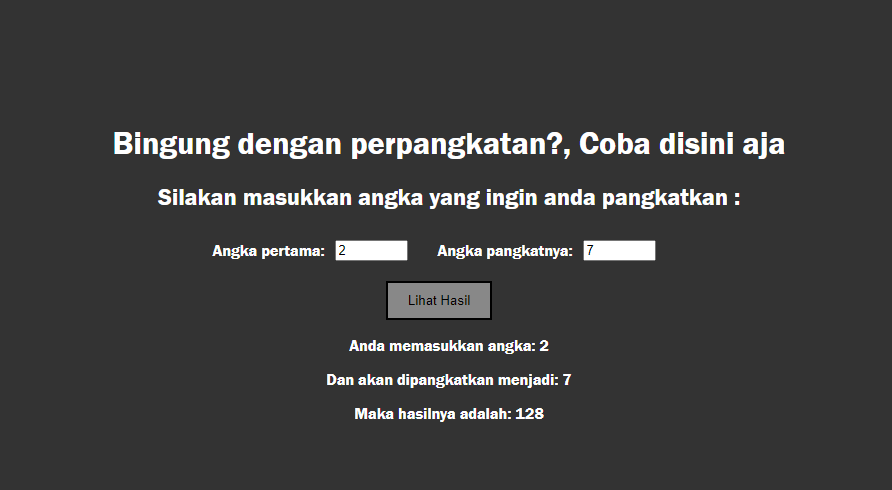 Bingung dengan perpangkatan?, Coba disini aja
Silakan masukkan angka yang ingin anda pangkatkan :
Angka pertama: 2 Angka pangkatnya: 7
Lihat Hasil
Anda memasukkan angka: 2
Dan akan dipangkatkan menjadi: 7
Maka hasilnya adalah: 128